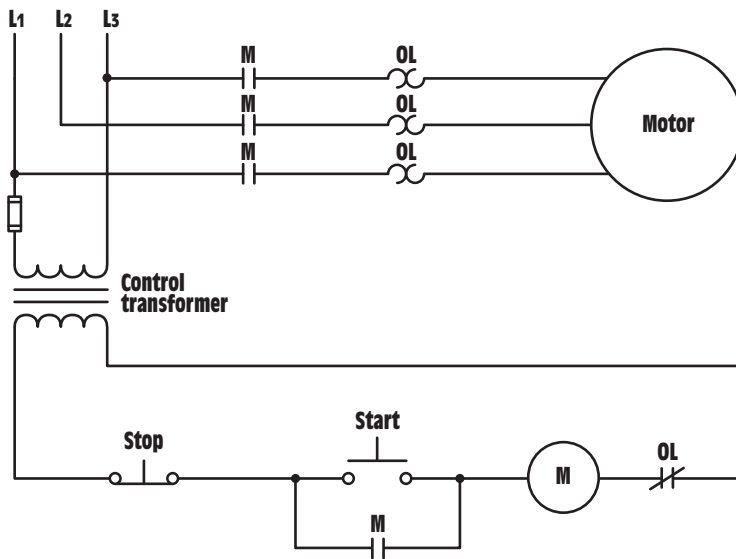 L1 L2 L3
M OL
M OL
Motor
M OL
Control
transformer
Start
Stop
OL
M
M